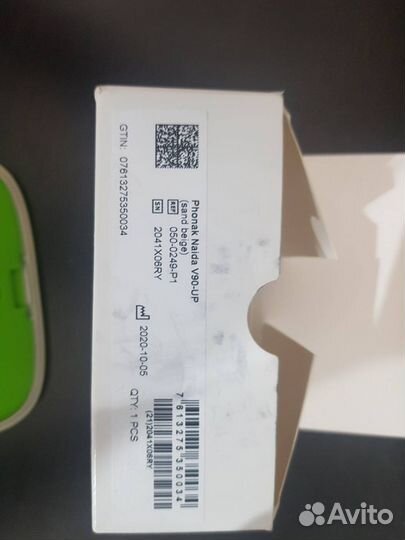 Phonak Naida V90-UP
(sand beige)
REF 050-0249-P1
SN 2041X06RY
2020-10-05
QTY: 1 PCS
GTIN: 07613275350034
7 613275 350034
(21)2041X06RY
Avito